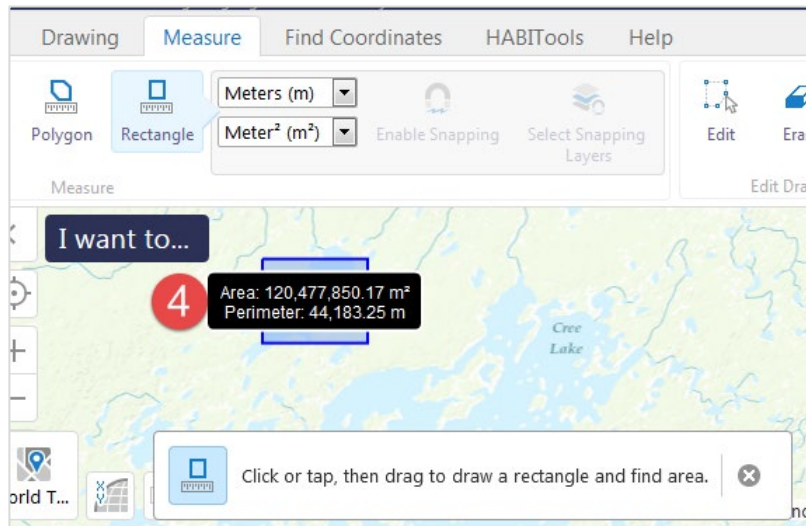 Drawing Measure Find Coordinates HABITools Help
Meters (m)
Meter² (m²)
Polygon Rectangle Enable Snapping Select Snapping Layers Edit
Measure
I want to...
4
Area: 120,477,850.17 m²
Perimeter: 44,183.25 m
Cree
Lake
Click or tap, then drag to draw a rectangle and find area.
X
Y